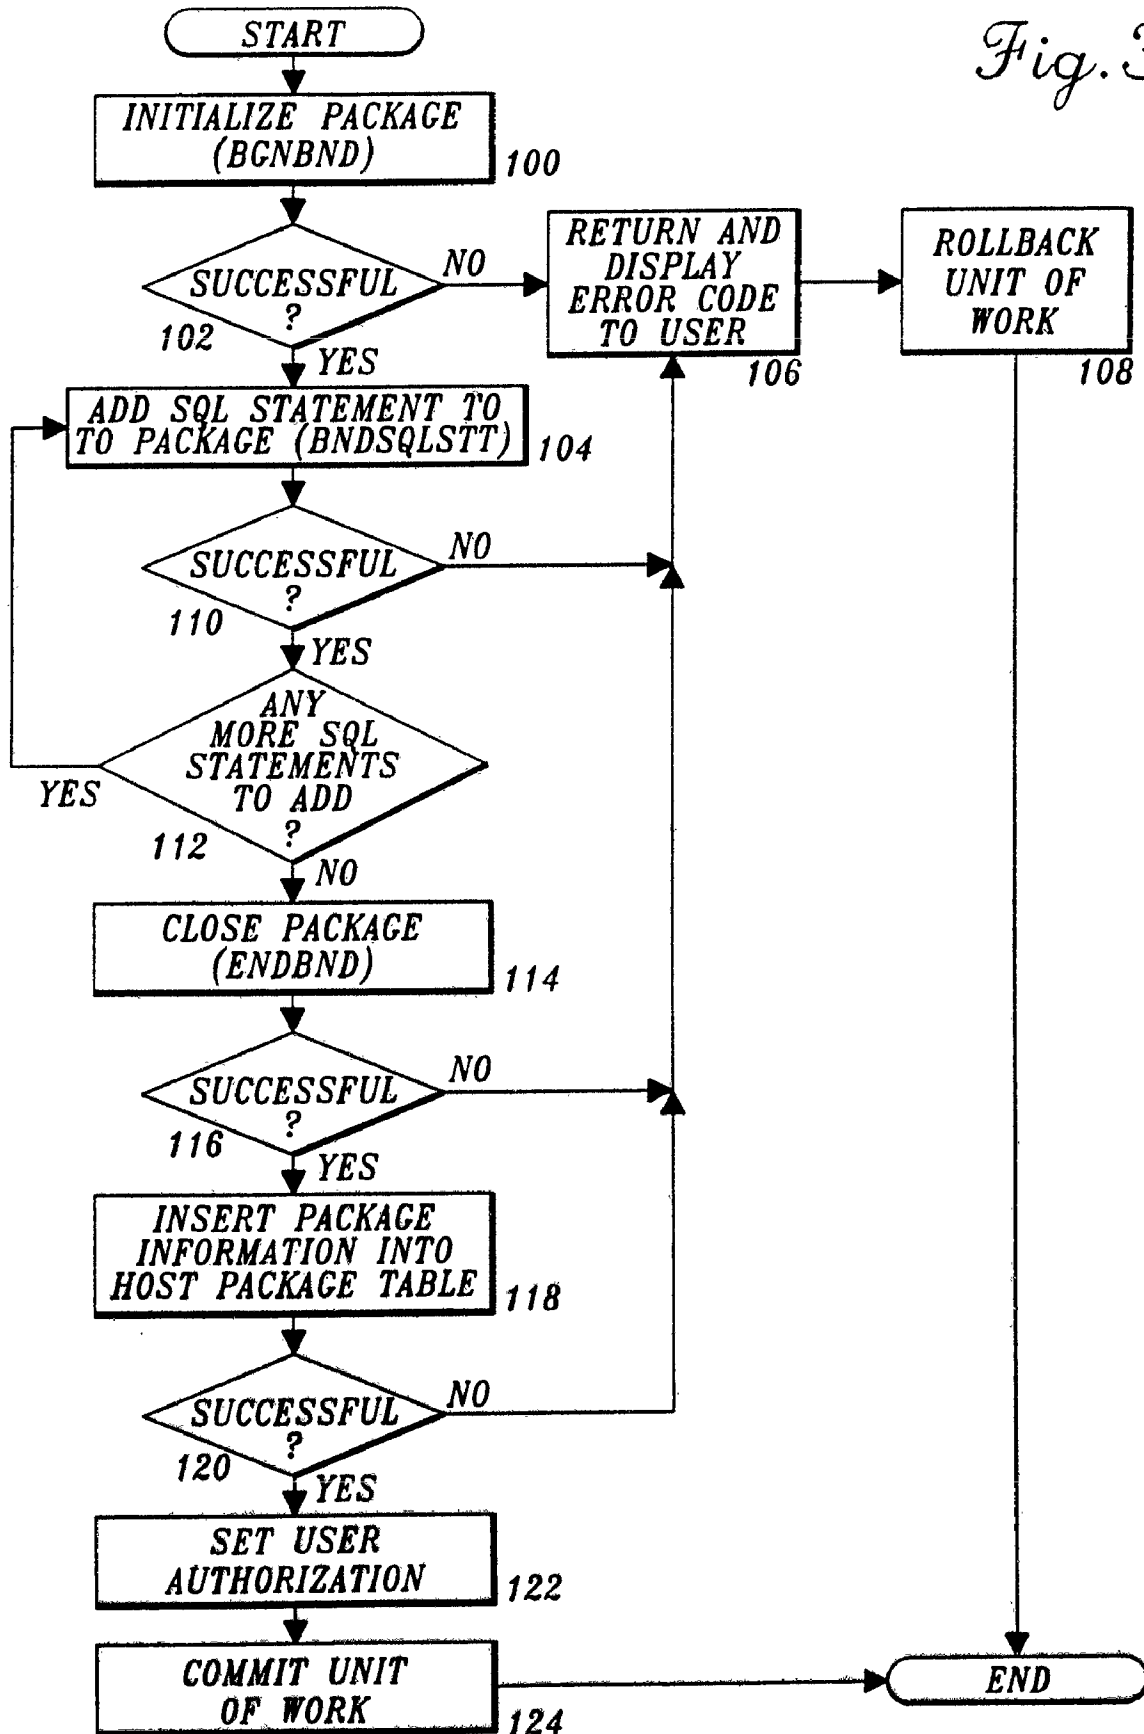 Fig. 3
START
INITIALIZE PACKAGE
(BGNBND)
100
SUCCESSFUL
?
102
NO
YES
RETURN AND
DISPLAY
ERROR CODE
TO USER
106
ROLLBACK
UNIT OF
WORK
108
ADD SQL STATEMENT TO
TO PACKAGE (BNDSQLSTT)
104
SUCCESSFUL
?
110
NO
YES
ANY
MORE SQL
STATEMENTS
TO ADD
?
112
YES
NO
CLOSE PACKAGE
(ENDBND)
114
SUCCESSFUL
?
116
NO
YES
INSERT PACKAGE
INFORMATION INTO
HOST PACKAGE TABLE
118
SUCCESSFUL
?
120
NO
YES
SET USER
AUTHORIZATION
122
COMMIT UNIT
OF WORK
124
END